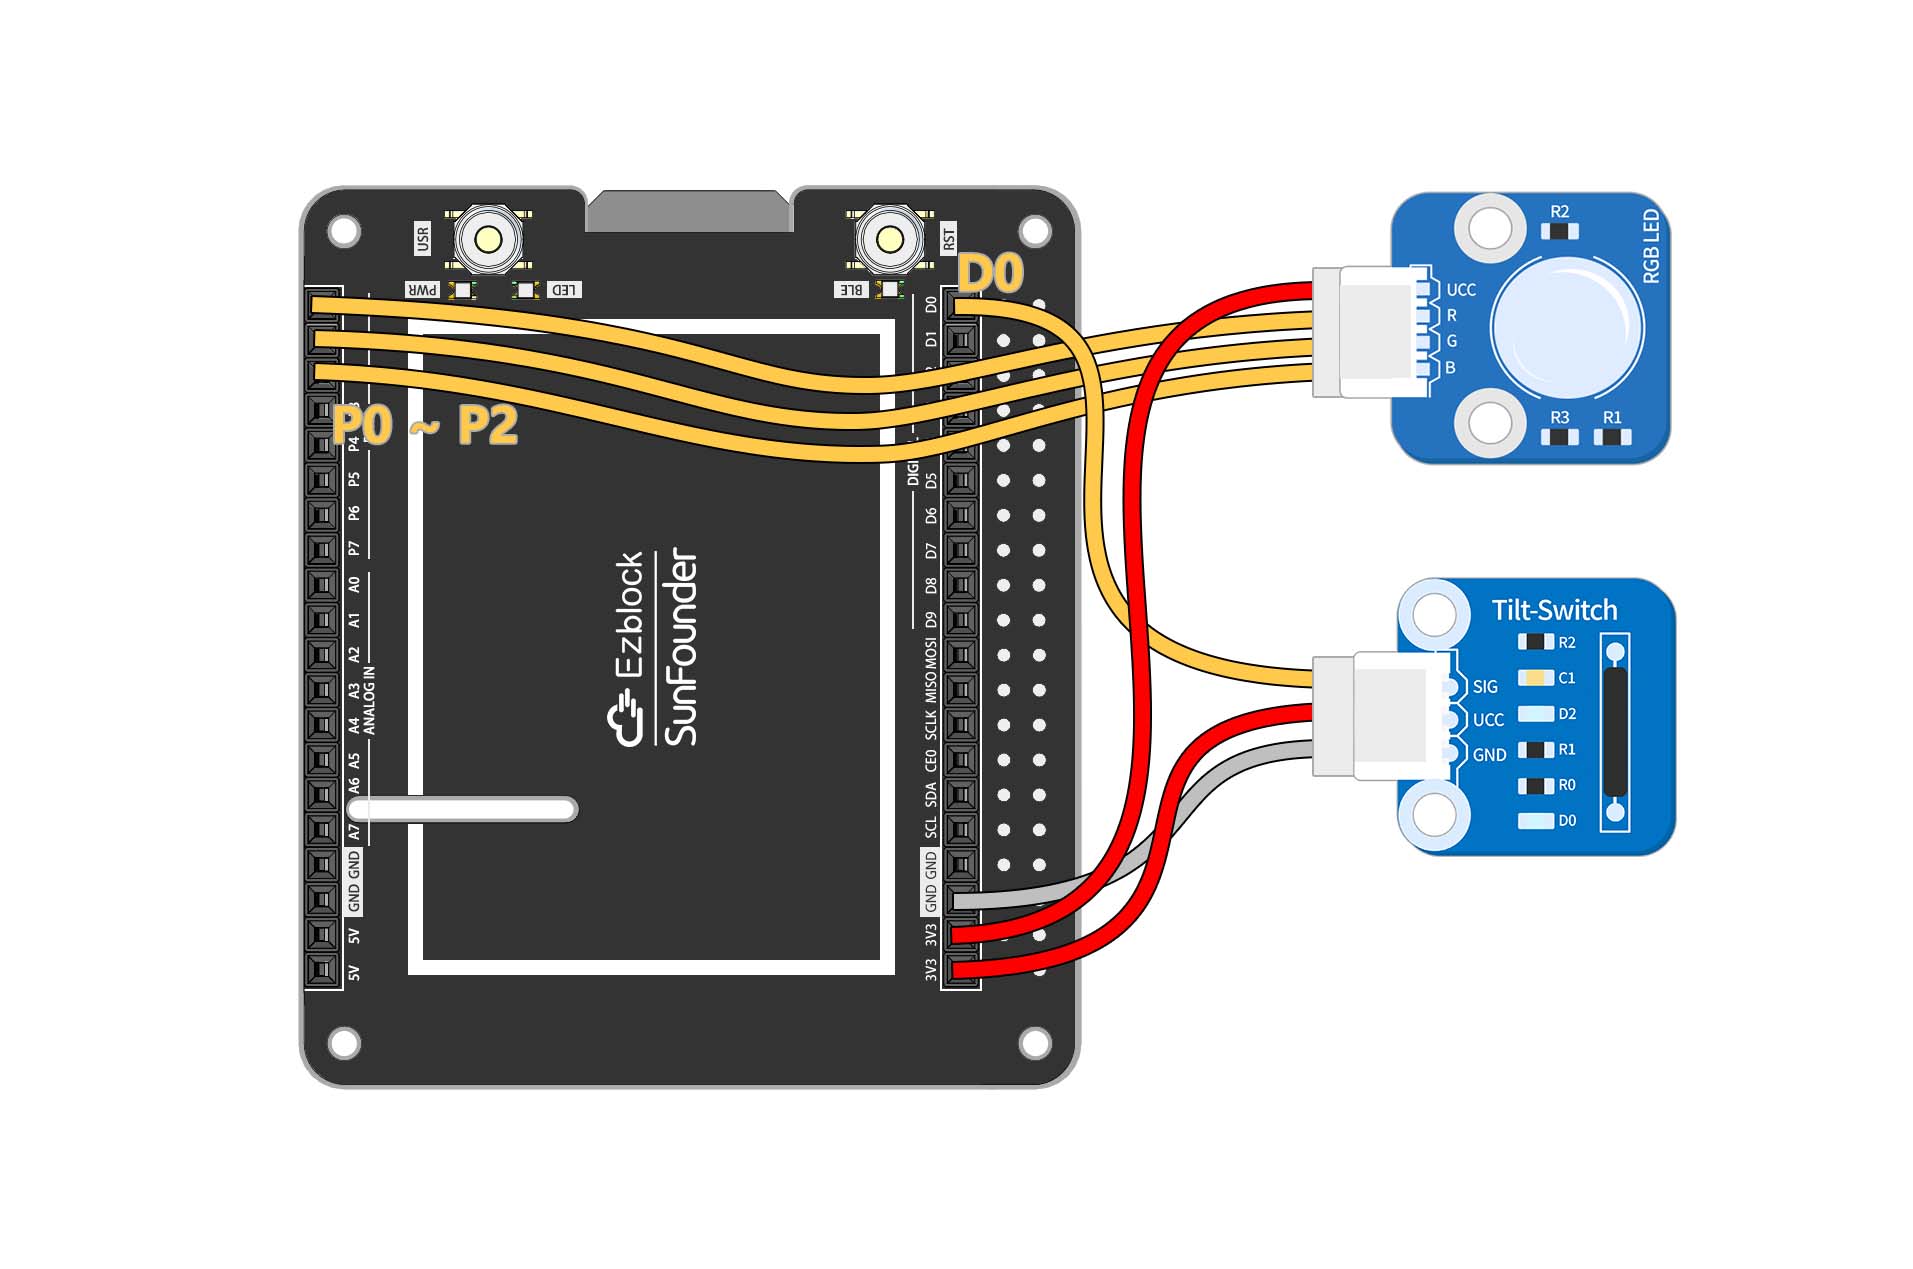 USR
RST
PWR
LED
BLE
D0
P0 ~ P2
P4
P5
P6
P7
A0
A1
A2
A3
A4
A5
A6
A7
ANALOG IN
GND
GND
5V
5V
Ezblock
SunFounder
D0
D1
D5
D6
D7
D8
D9
MOSI
MISO
SCLK
CE0
SDA
SCL
GND
GND
3V3
3V3
RGB LED
R2
UCC
R
G
B
R3
R1
Tilt-Switch
R2
C1
D2
R1
R0
D0
SIG
UCC
GND